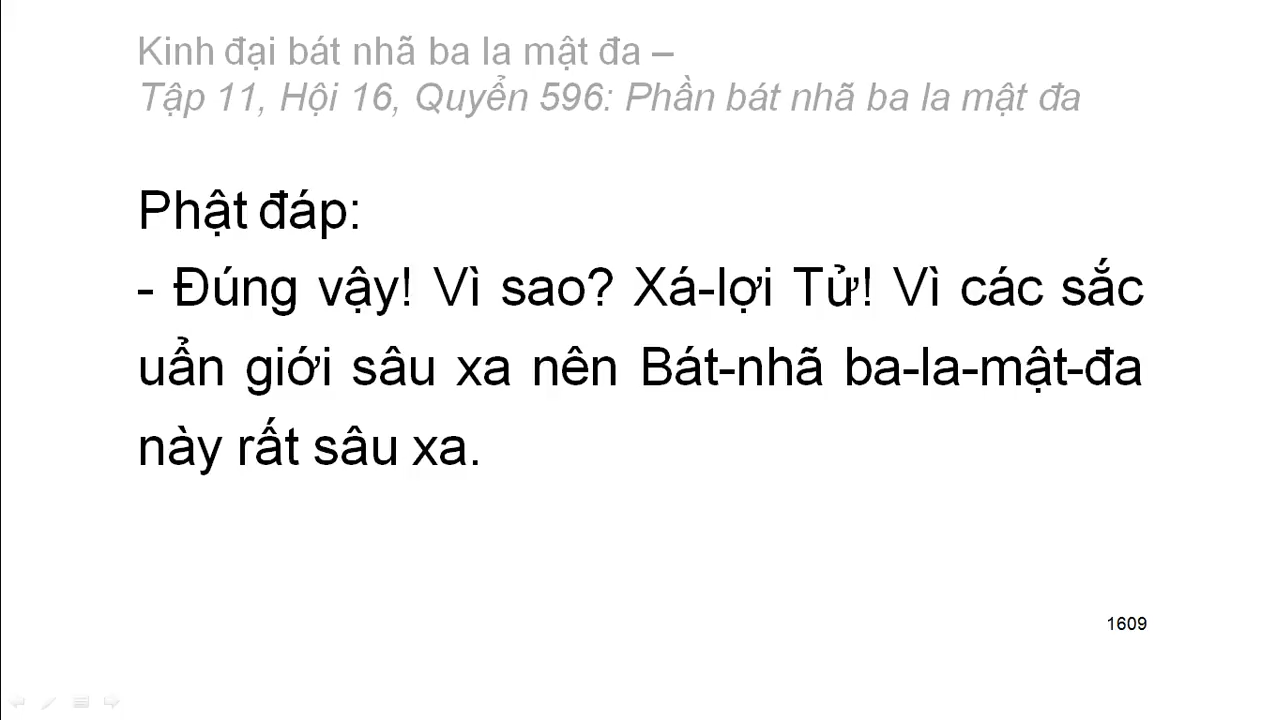 Kinh đại bát nhã ba la mật đa –
Tập 11, Hội 16, Quyển 596: Phần bát nhã ba la mật đa
Phật đáp:
- Đúng vậy! Vì sao? Xá-lợi Tử! Vì các sắc
uẩn giới sâu xa nên Bát-nhã ba-la-mật-đa
này rất sâu xa.
1609